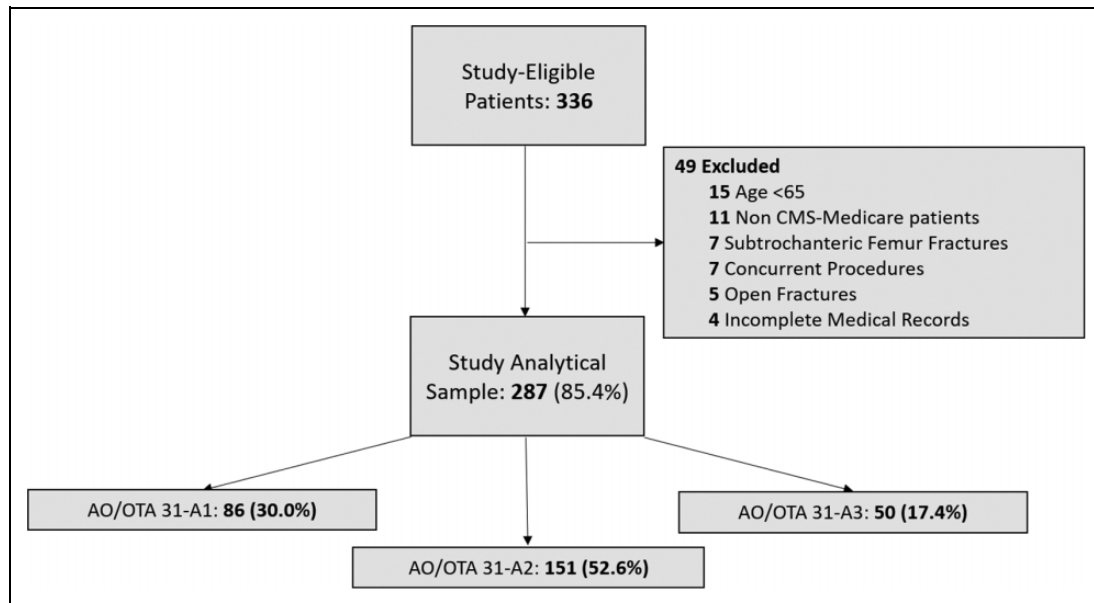 Study-Eligible
Patients: 336
49 Excluded
15 Age <65
11 Non CMS-Medicare patients
7 Subtrochanteric Femur Fractures
7 Concurrent Procedures
5 Open Fractures
4 Incomplete Medical Records
Study Analytical
Sample: 287 (85.4%)
AO/OTA 31-A1: 86 (30.0%)
AO/OTA 31-A2: 151 (52.6%)
AO/OTA 31-A3: 50 (17.4%)